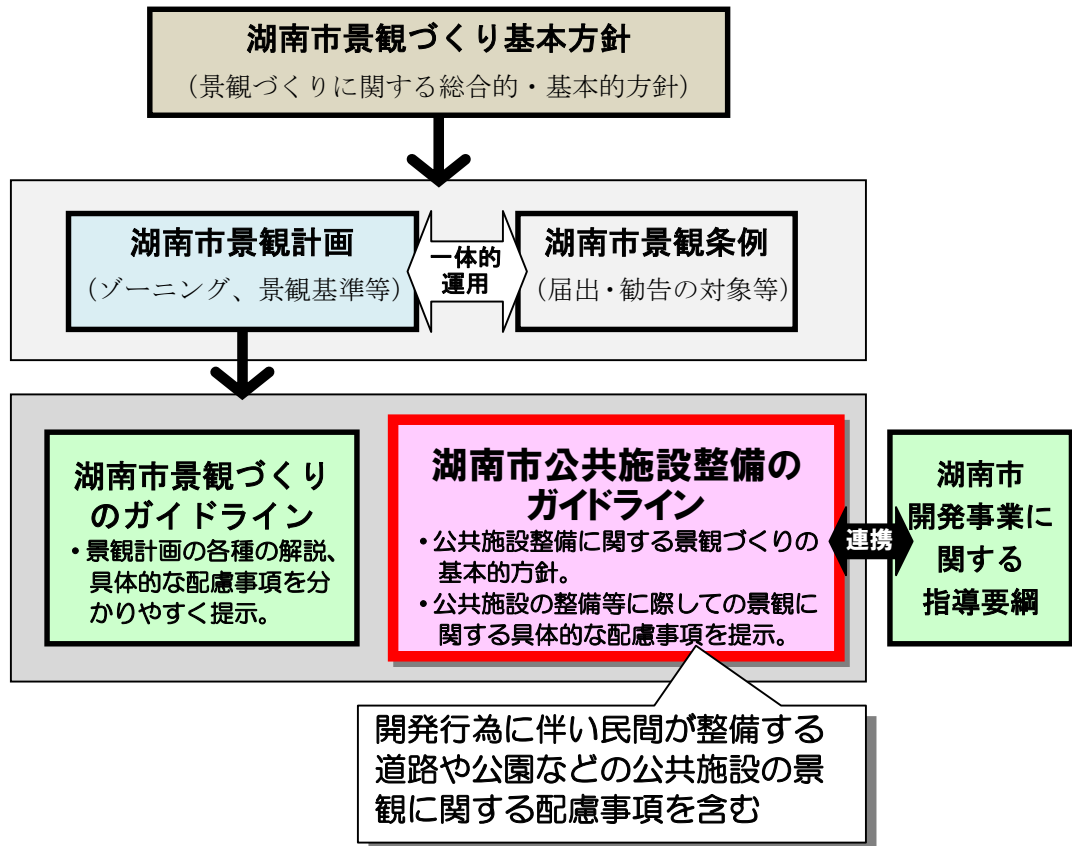 湖南市景観づくり基本方針
（景観づくりに関する総合的・基本的方針）
湖南市景観計画
（ゾーニング、景観基準等）
一体的
運用
湖南市景観条例
（届出・勧告の対象等）
湖南市景観づくり
のガイドライン
・景観計画の各種の解説、
具体的な配慮事項を分
かりやすく提示。
湖南市公共施設整備の
ガイドライン
・公共施設整備に関する景観づくりの
基本的方針。
・公共施設の整備等に際しての景観に
関する具体的な配慮事項を提示。
連携
湖南市
開発事業に
関する
指導要綱
開発行為に伴い民間が整備する
道路や公園などの公共施設の景
観に関する配慮事項を含む